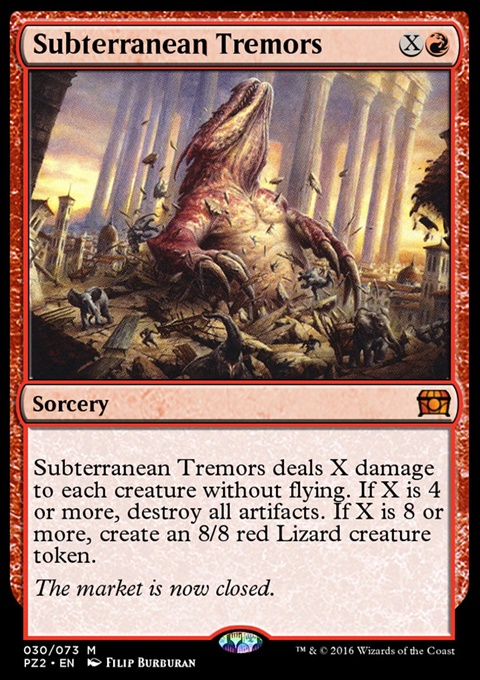 Subterranean Tremors X
Sorcery
Subterranean Tremors deals X damage
to each creature without flying. If X is 4
or more, destroy all artifacts. If X is 8 or
more, create an 8/8 red Lizard creature
token.
The market is now closed.
030/073 M
PZ2 • EN Filip Burburan
™ & © 2016 Wizards of the Coast